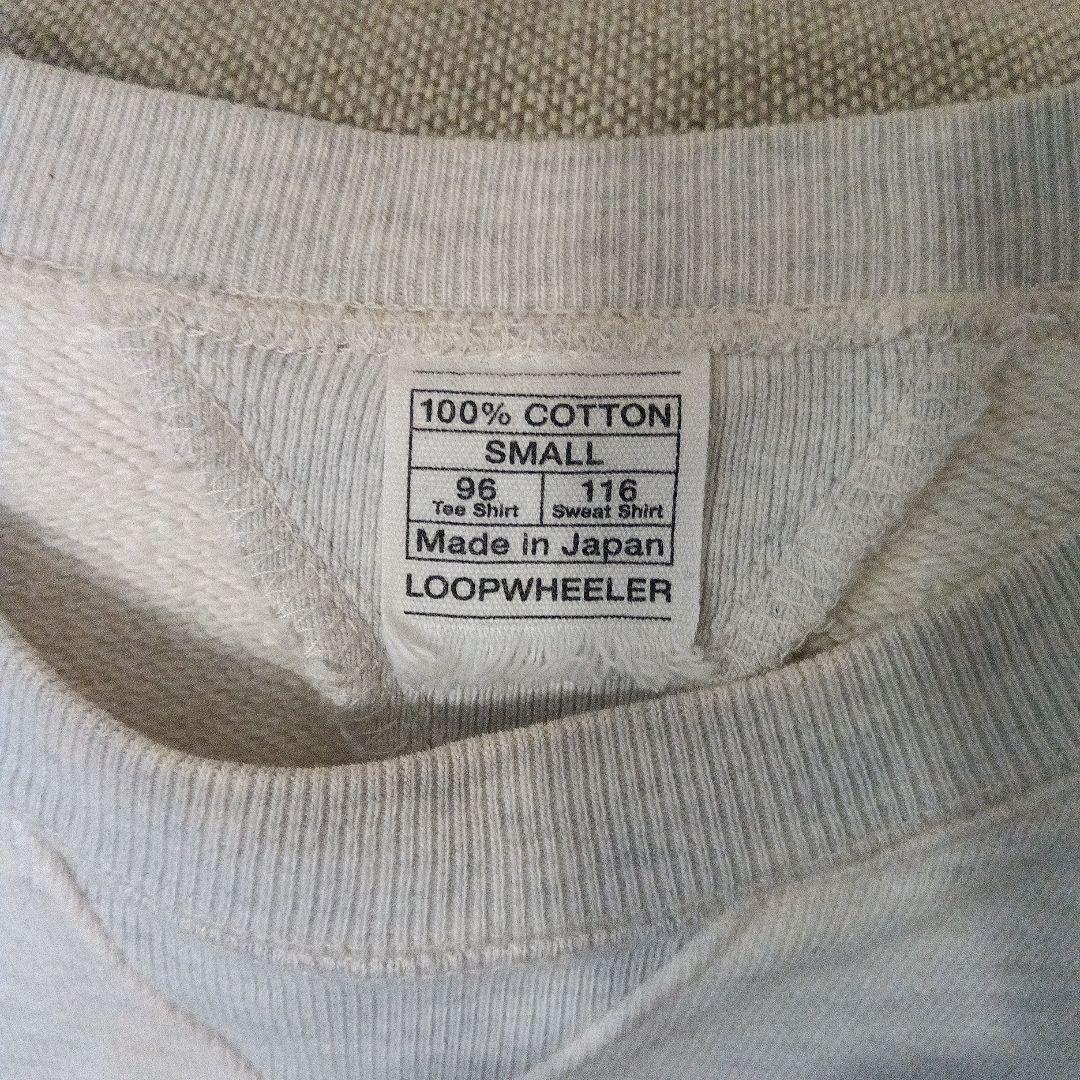 100% COTTON
SMALL
96 116
Tee Shirt Sweat Shirt
Made in Japan
LOOPWHEELER